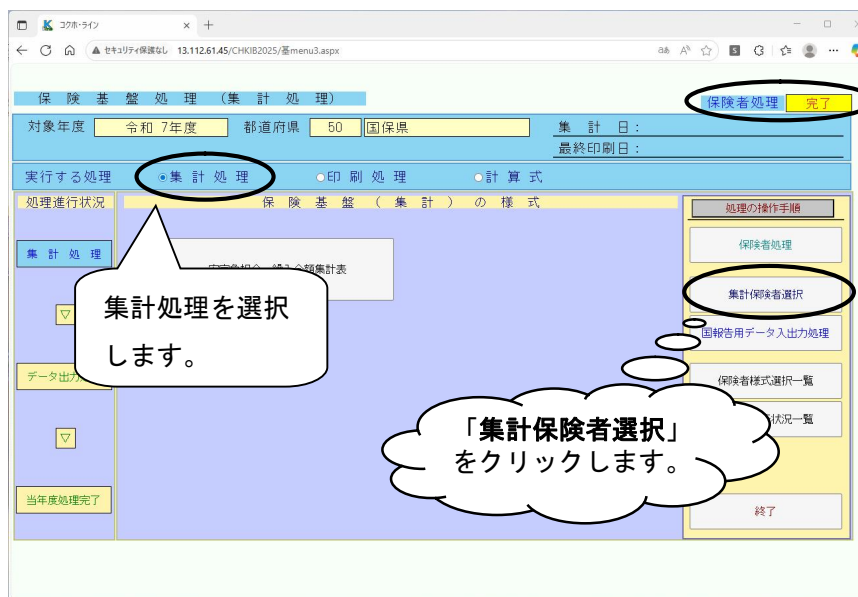 コクホ・ライン
セキュリティ保護なし 13.112.61.45/CHKIB2025/基menu3.aspx
保険基盤処理(集計処理)
保険者処理 完了
対象年度 令和 7年度 都道府県 50 国保県 集計日:
最終印刷日:
実行する処理 集計処理 印刷処理 計算式
処理進行状況 保険基盤(集計)の様式 処理の操作手順
保険者処理
集計処理
集計表
集計保険者選択
集計処理を選択
します。
▽
国報告用データ入出力処理
データ出力
保険者様式選択一覧
状況一覧
「集計保険者選択」
をクリックします。
▽
当年度処理完了
終了